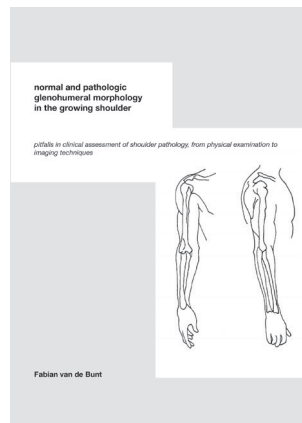 normal and pathologic
glenohumeral morphology
in the growing shoulder
pitfalls in clinical assessment of shoulder pathology, from physical examination to
imaging techniques
Fabian van de Bunt